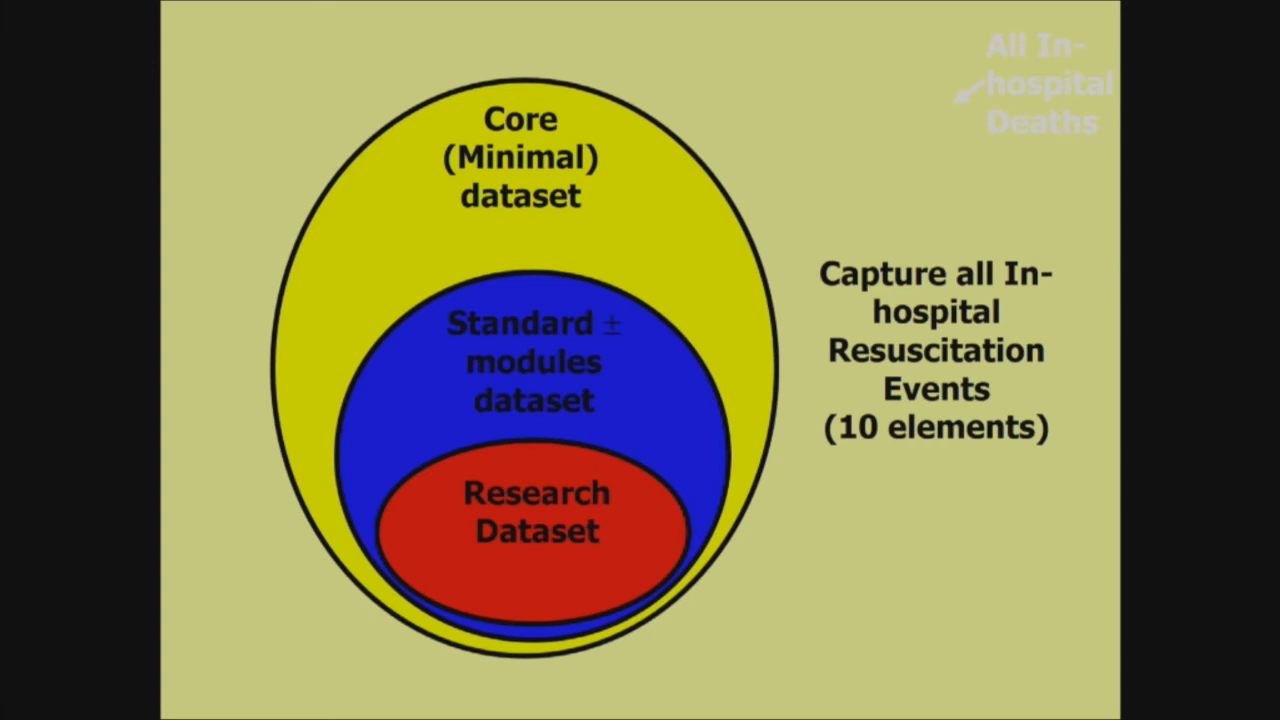 All In-
hospital
Deaths
Core
(Minimal)
dataset
Standard ±
modules
dataset
Research
Dataset
Capture all In-
hospital
Resuscitation
Events
(10 elements)